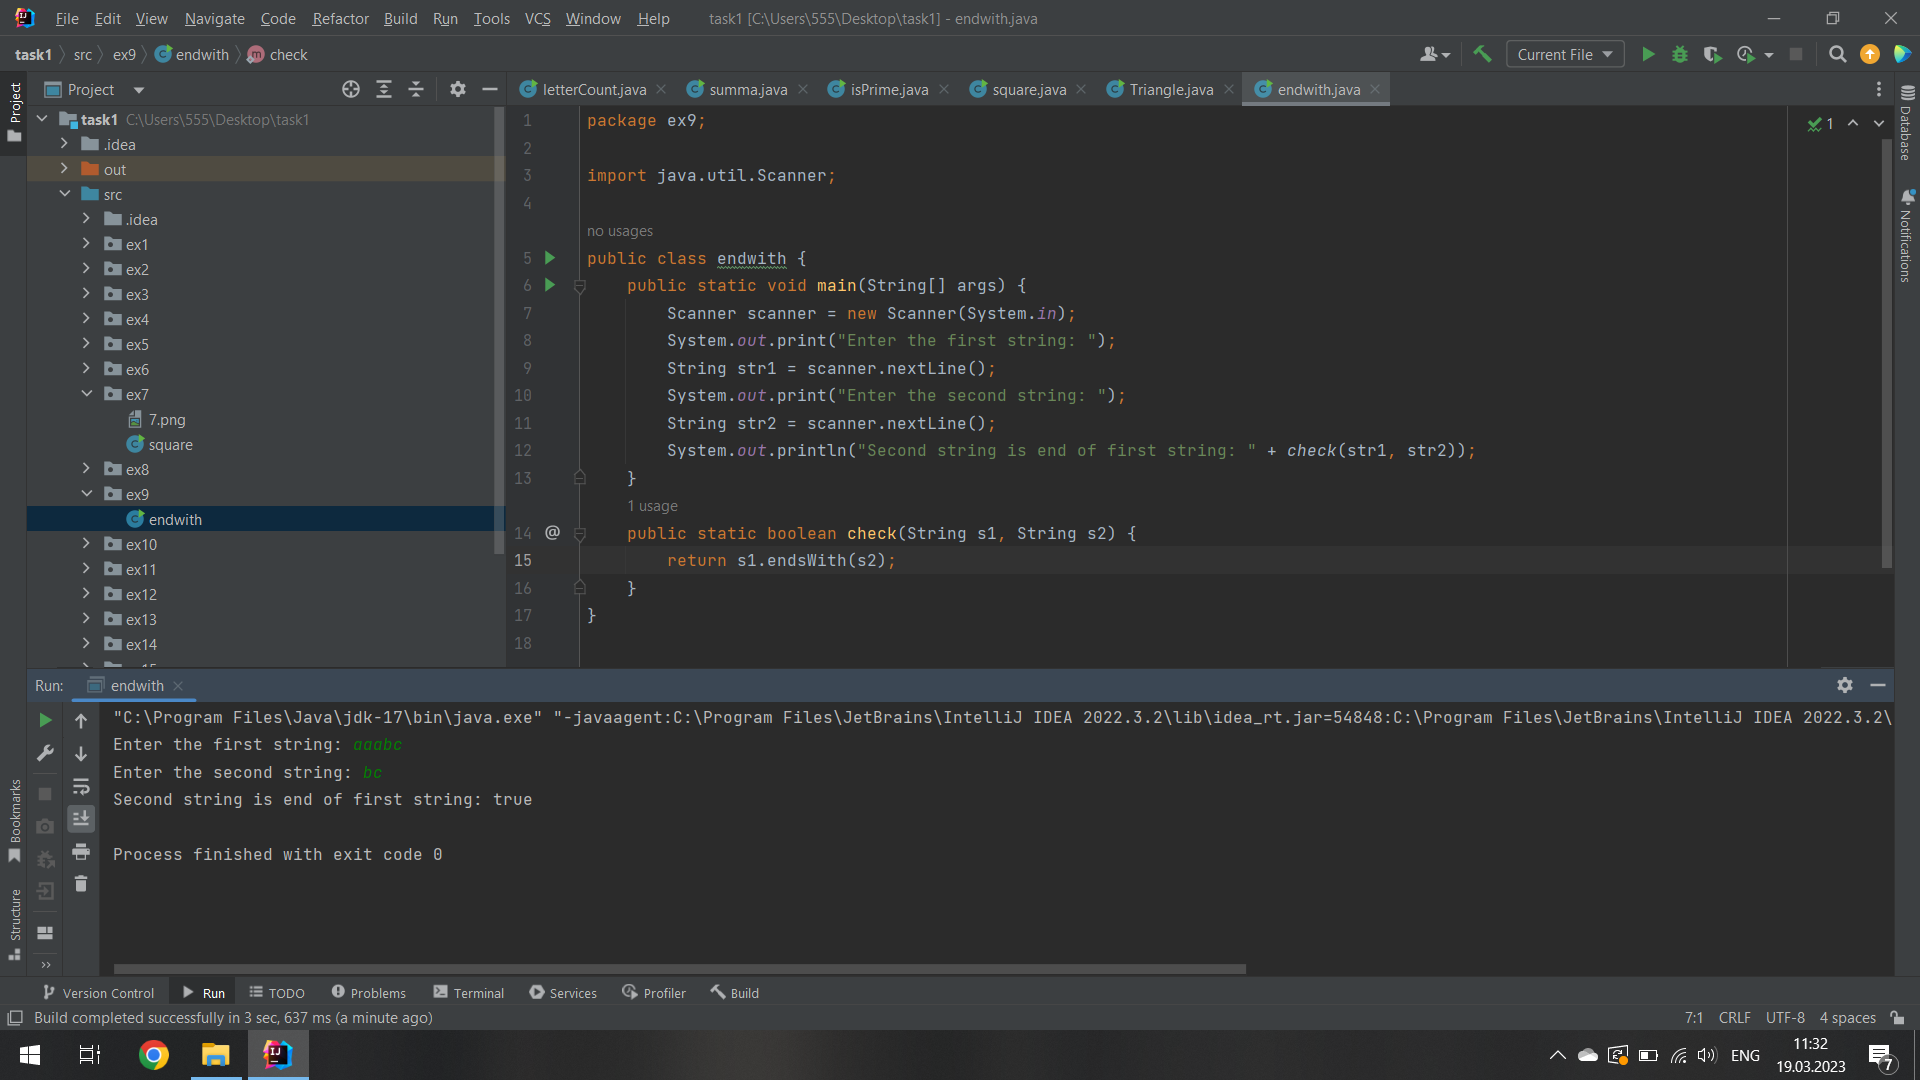 File Edit View Navigate Code Refactor Build Run Tools VCS Window Help task1 [C:\Users\555\Desktop\task1] - endwith.java
task1 src ex9 endwith m check Current File
Project
letterCount.java summa.java isPrime.java square.java Triangle.java endwith.java
Project
task1 C:\Users\555\Desktop\task1
.idea
out
src
.idea
ex1
ex2
ex3
ex4
ex5
ex6
ex7
7.png
square
ex8
ex9
endwith
ex10
ex11
ex12
ex13
ex14
1 package ex9;
2
3 import java.util.Scanner;
4
no usages
5 public class endwith {
6 public static void main(String[] args) {
7 Scanner scanner = new Scanner(System.in);
8 System.out.print("Enter the first string: ");
9 String str1 = scanner.nextLine();
10 System.out.print("Enter the second string: ");
11 String str2 = scanner.nextLine();
12 System.out.println("Second string is end of first string: " + check(str1, str2));
13 }
1 usage
14 @ public static boolean check(String s1, String s2) {
15 return s1.endsWith(s2);
16 }
17 }
18
1
Database
Notifications
Run: endwith
"C:\Program Files\Java\jdk-17\bin\java.exe" "-javaagent:C:\Program Files\JetBrains\IntelliJ IDEA 2022.3.2\lib\idea_rt.jar=54848:C:\Program Files\JetBrains\IntelliJ IDEA 2022.3.2\
Enter the first string: aaabc
Enter the second string: bc
Second string is end of first string: true
Process finished with exit code 0
Bookmarks
Structure
Version Control Run TODO Problems Terminal Services Profiler Build
Build completed successfully in 3 sec, 637 ms (a minute ago) 7:1 CRLF UTF-8 4 spaces
ENG
11:32
19.03.2023
7